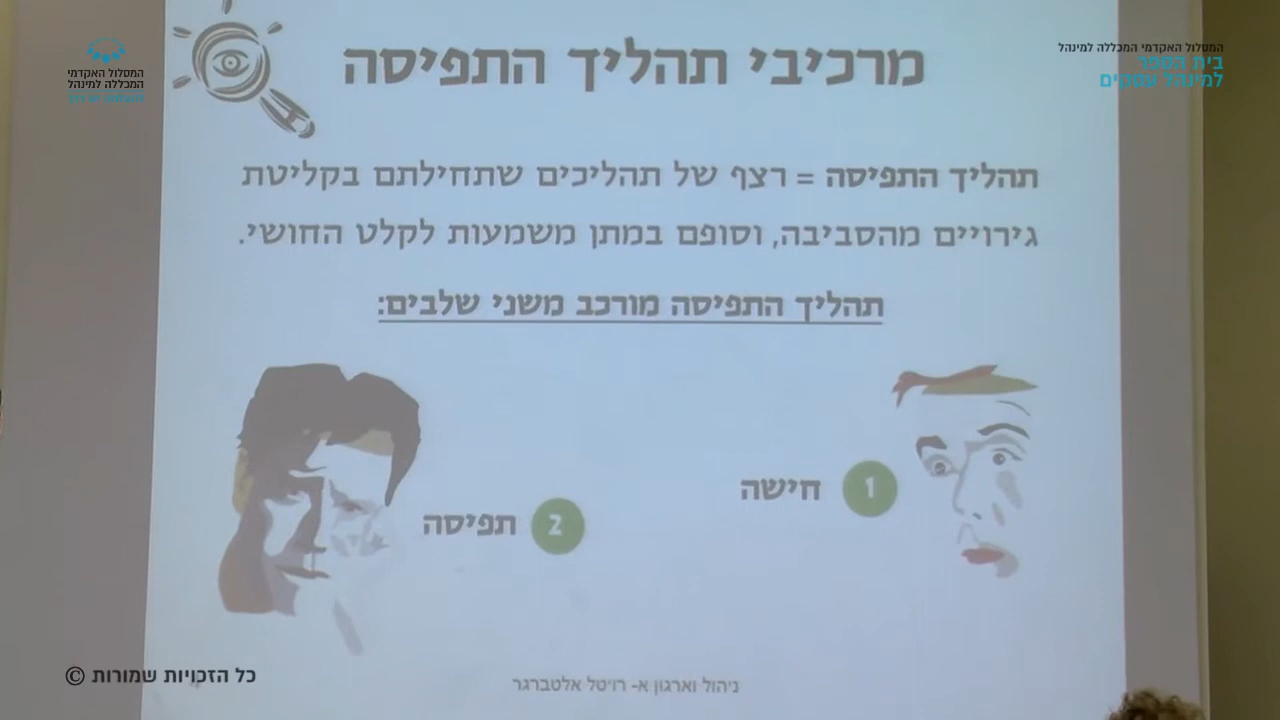 מרכיבי תהליך התפיסה
המסלול האקדמי המכללה למינהל
בית הספר
למינהל עסקים
המסלול האקדמי
המכללה למינהל
תהליך התפיסה = רצף של תהליכים שתחילתם בקליטת
גירויים מהסביבה, וסופם במתן משמעות לקלט החושי.
תהליך התפיסה מורכב משני שלבים:
1 חישה
2 תפיסה
ניהול וארגון א- רויטל אלטברגר
כל הזכויות שמורות ©